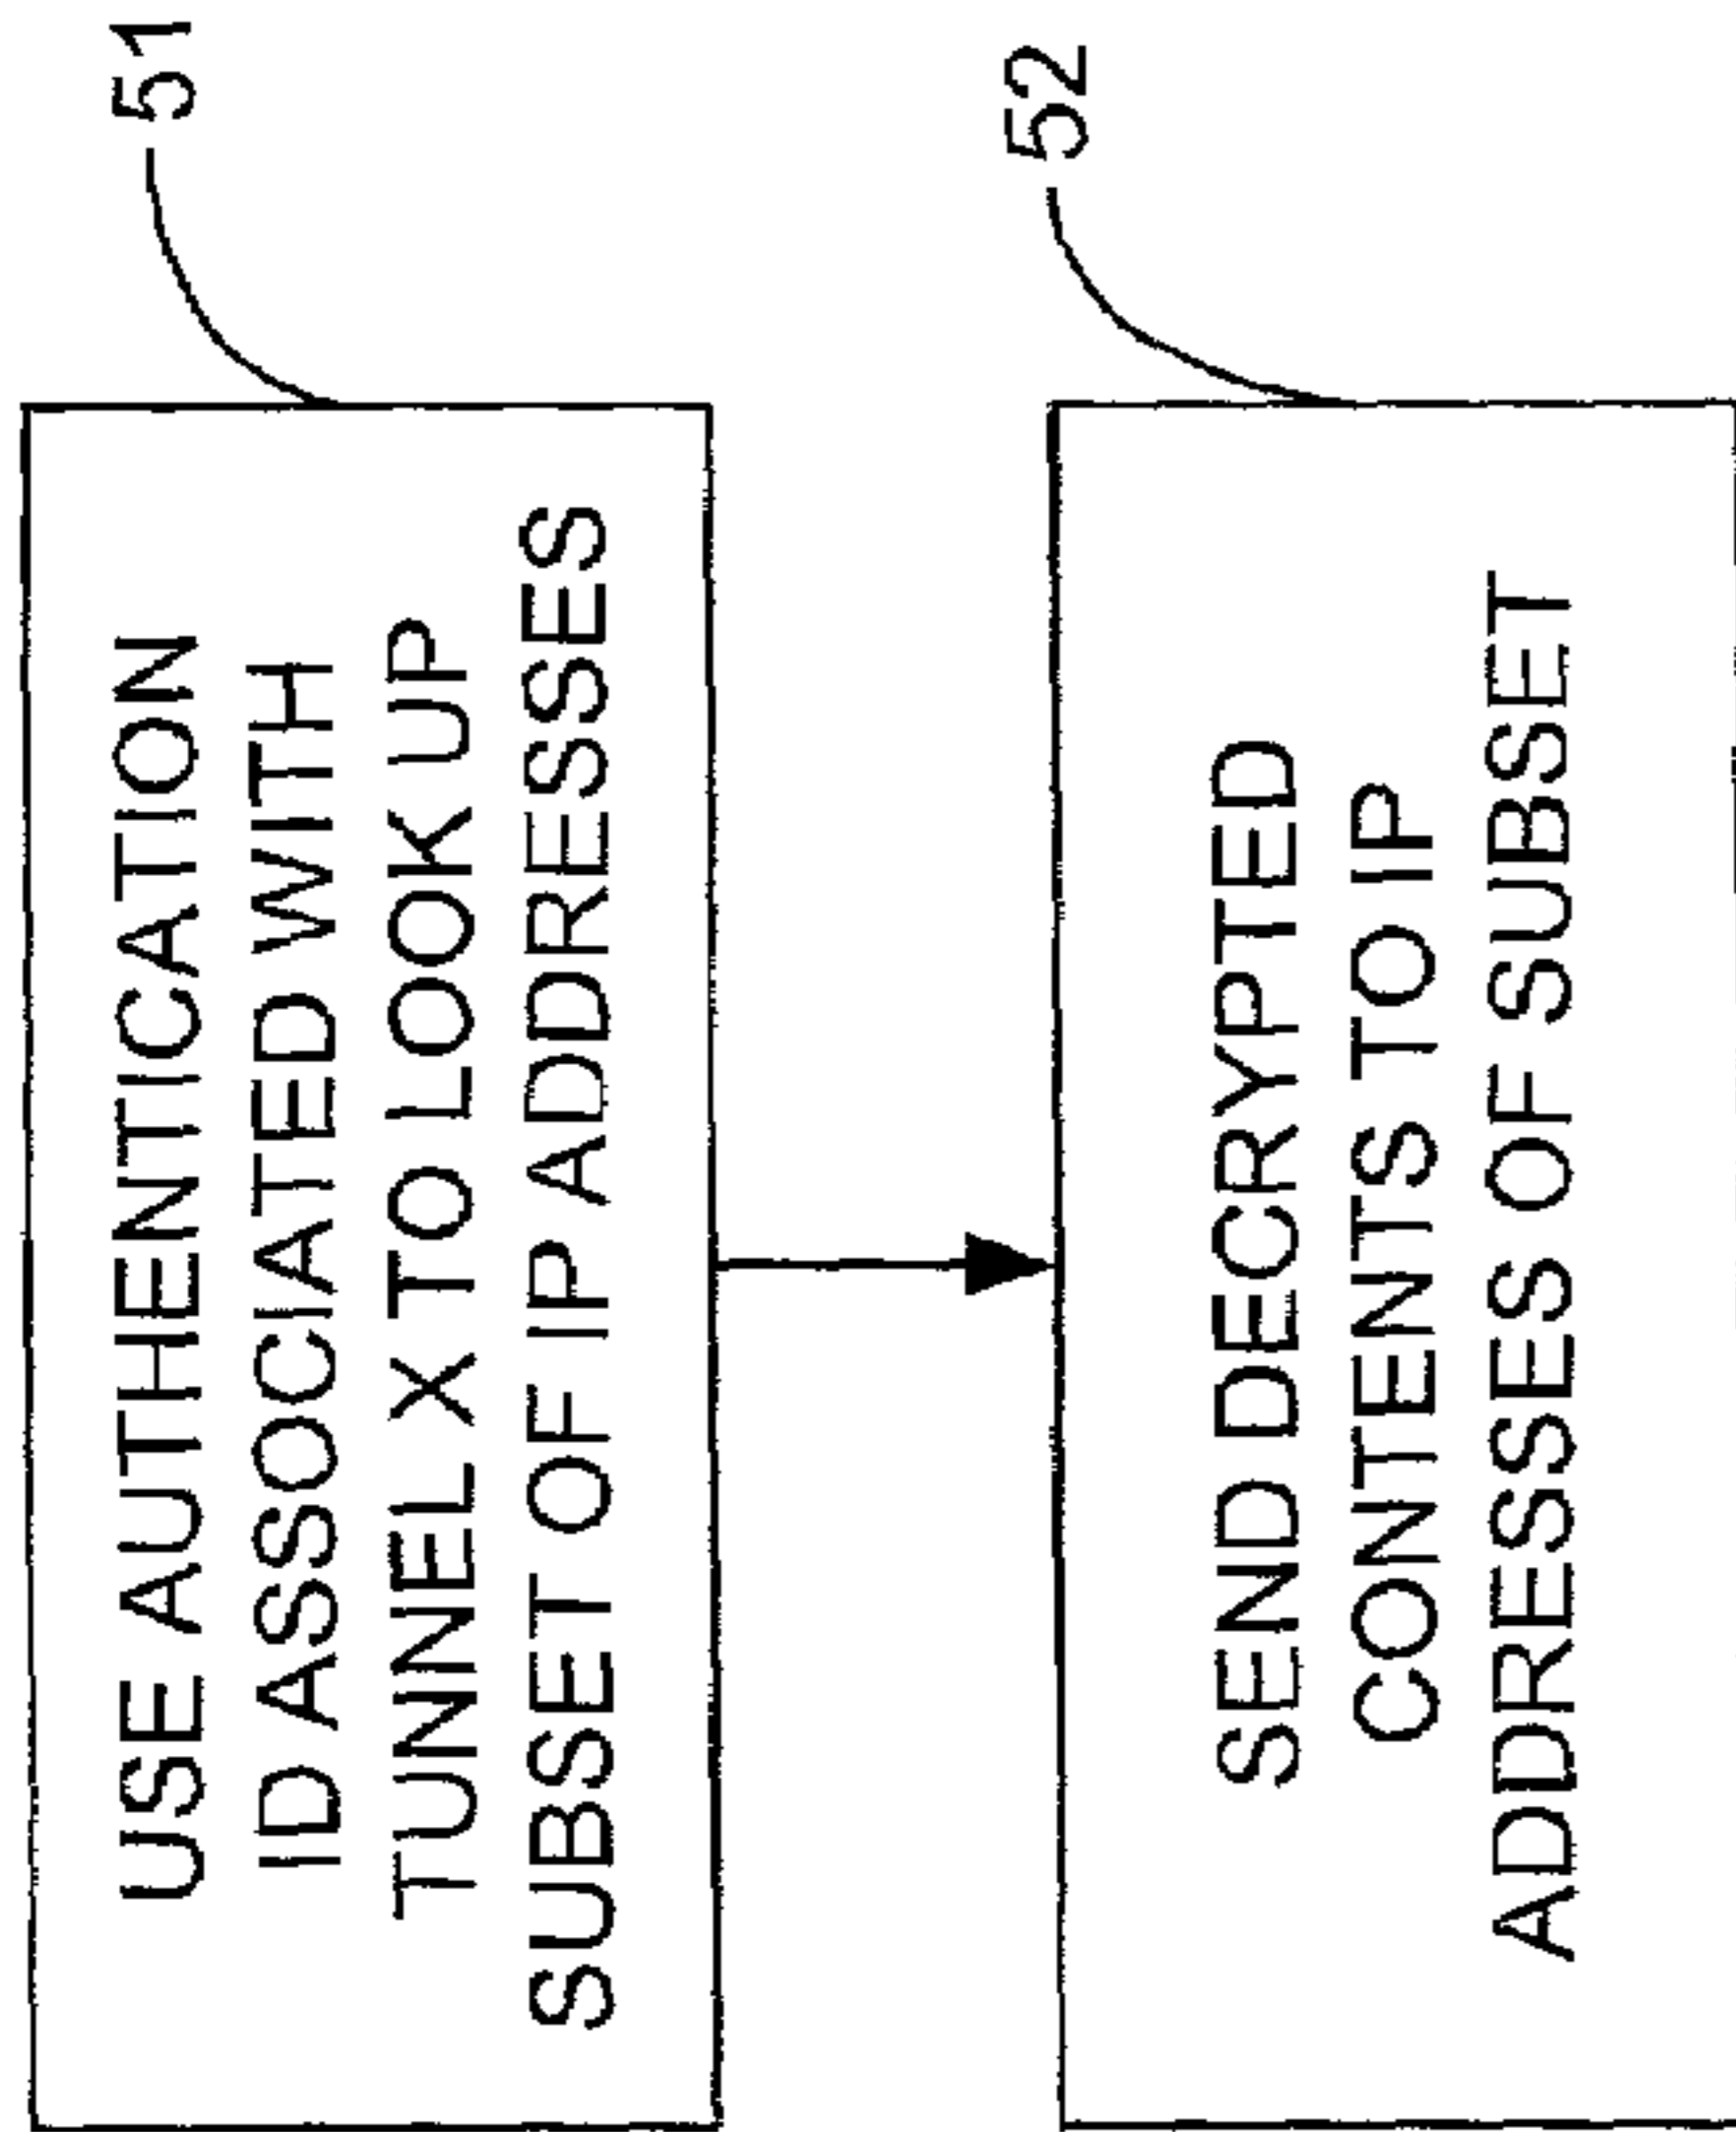 USE AUTHENTICATION
ID ASSOCIATED WITH
TUNNEL X TO LOOK UP
SUBSET OF IP ADDRESSES
51
SEND DECRYPTED
CONTENTS TO IP
ADDRESSES OF SUBSET
52